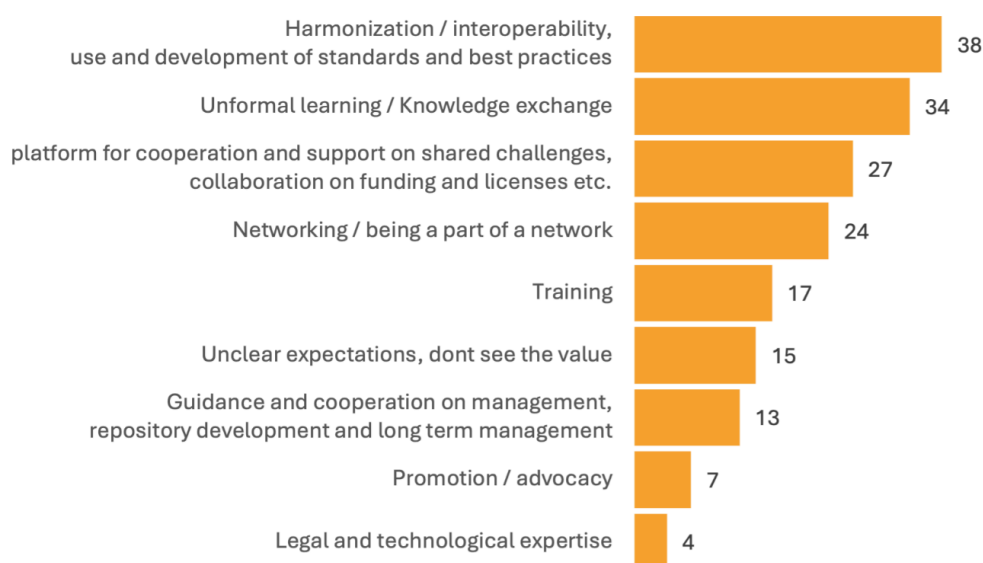 Harmonization / interoperability,
use and development of standards and best practices
38
Unformal learning / Knowledge exchange
34
platform for cooperation and support on shared challenges,
collaboration on funding and licenses etc.
27
Networking / being a part of a network
24
Training
17
Unclear expectations, dont see the value
15
Guidance and cooperation on management,
repository development and long term management
13
Promotion / advocacy
7
Legal and technological expertise
4